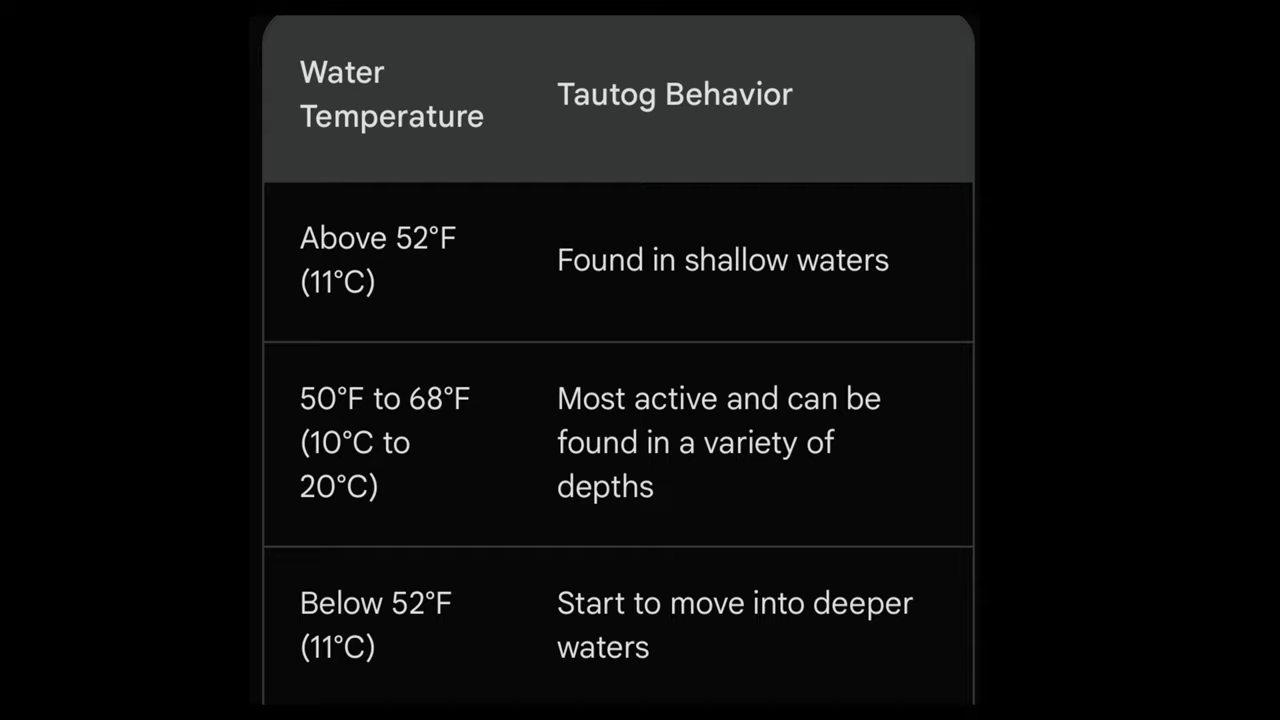 Water
Temperature
Tautog Behavior
Above 52°F
(11°C)
Found in shallow waters
50°F to 68°F
(10°C to
20°C)
Most active and can be
found in a variety of
depths
Below 52°F
(11°C)
Start to move into deeper
waters